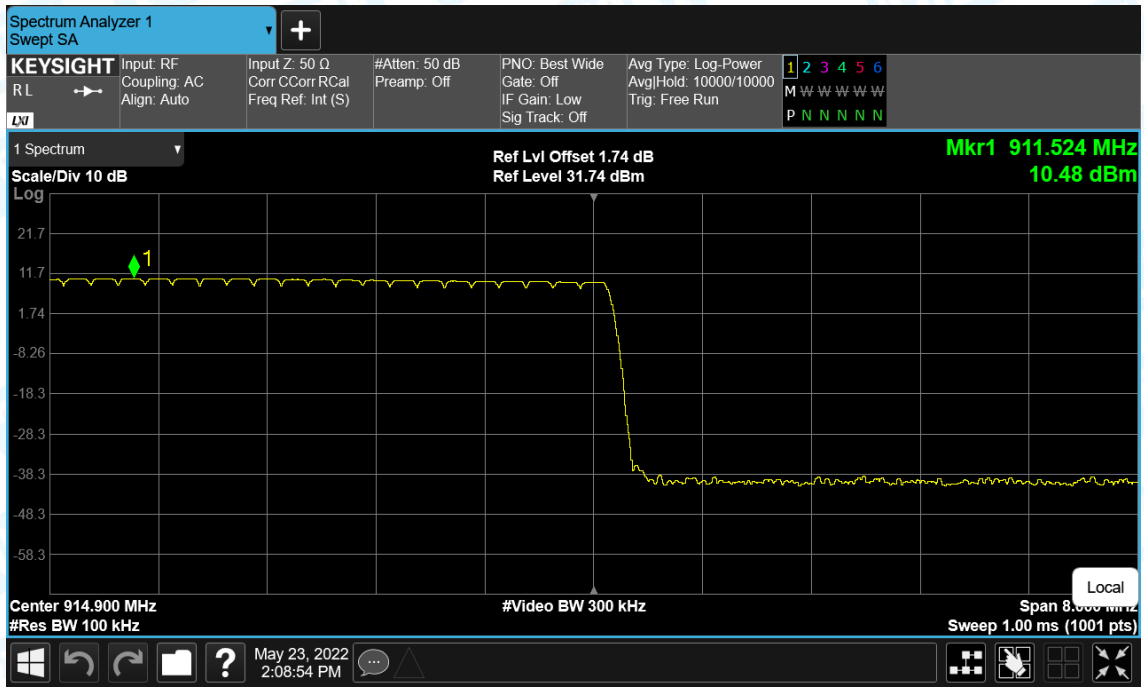 Spectrum Analyzer 1
Swept SA
+
KEYSIGHT
R L
LXI
Input: RF
Coupling: AC
Align: Auto
Input Z: 50 Ω
Corr CCorr RCal
Freq Ref: Int (S)
#Atten: 50 dB
Preamp: Off
PNO: Best Wide
Gate: Off
IF Gain: Low
Sig Track: Off
Avg Type: Log-Power
Avg|Hold: 10000/10000
Trig: Free Run
1 2 3 4 5 6
M W W W W W
P N N N N N
1 Spectrum
Scale/Div 10 dB
Log
Ref Lvl Offset 1.74 dB
Ref Level 31.74 dBm
Mkr1 911.524 MHz
10.48 dBm
21.7
1
11.7
1.74
-8.26
-18.3
-28.3
-38.3
-48.3
-58.3
Local
Center 914.900 MHz
#Res BW 100 kHz
#Video BW 300 kHz
Span 8.000 MHz
Sweep 1.00 ms (1001 pts)
?
May 23, 2022
2:08:54 PM